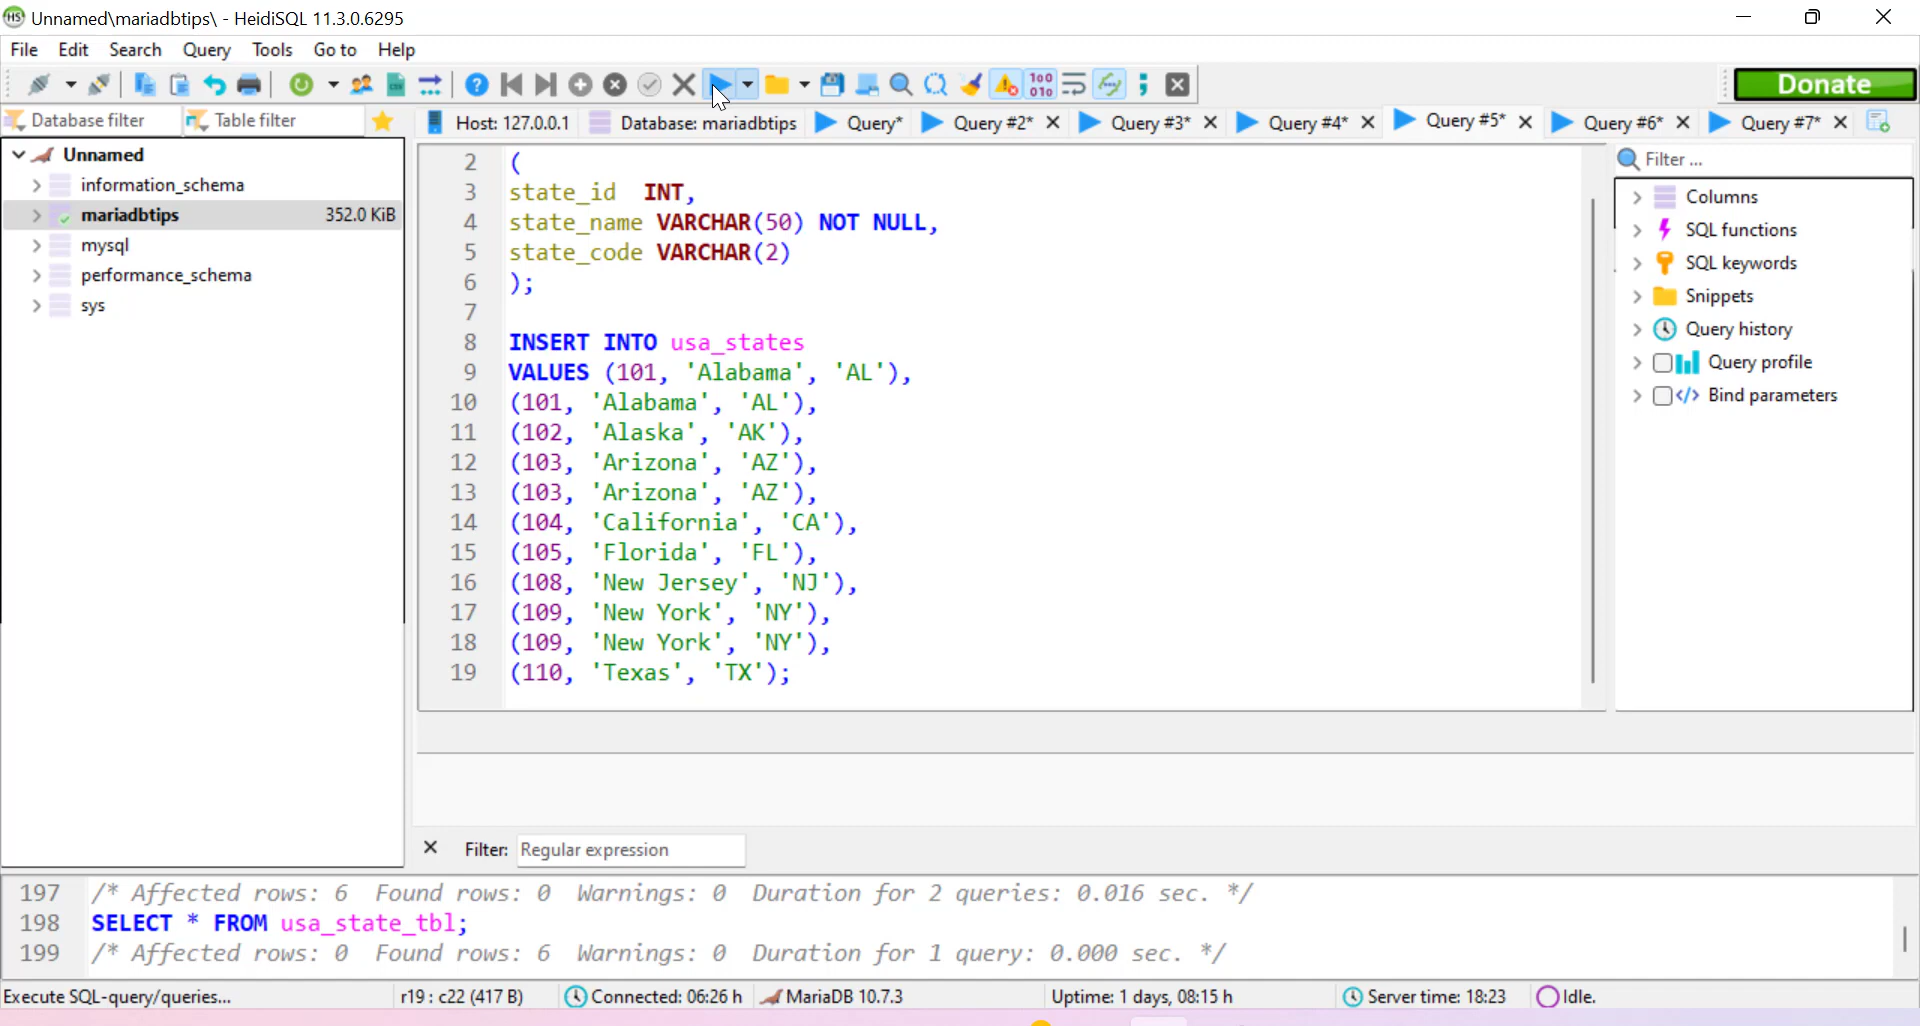 Unnamed\mariadbtips\ - HeidiSQL 11.3.0.6295
File Edit Search Query Tools Go to Help
Donate
Database filter Table filter Host: 127.0.0.1 Database: mariadbtips Query* Query #2* Query #3* Query #4* Query #5* Query #6* Query #7*
Unnamed
information_schema
mariadbtips 352.0 KiB
mysql
performance_schema
sys
2 (
3 state_id INT,
4 state_name VARCHAR(50) NOT NULL,
5 state_code VARCHAR(2)
6 );
7
8 INSERT INTO usa_states
9 VALUES (101, 'Alabama', 'AL'),
10 (101, 'Alabama', 'AL'),
11 (102, 'Alaska', 'AK'),
12 (103, 'Arizona', 'AZ'),
13 (103, 'Arizona', 'AZ'),
14 (104, 'California', 'CA'),
15 (105, 'Florida', 'FL'),
16 (108, 'New Jersey', 'NJ'),
17 (109, 'New York', 'NY'),
18 (109, 'New York', 'NY'),
19 (110, 'Texas', 'TX');
Filter ...
Columns
SQL functions
SQL keywords
Snippets
Query history
Query profile
Bind parameters
Filter: Regular expression
197 /* Affected rows: 6 Found rows: 0 Warnings: 0 Duration for 2 queries: 0.016 sec. */
198 SELECT * FROM usa_state_tbl;
199 /* Affected rows: 0 Found rows: 6 Warnings: 0 Duration for 1 query: 0.000 sec. */
Execute SQL-query/queries... r19 : c22 (417 B) Connected: 06:26 h MariaDB 10.7.3 Uptime: 1 days, 08:15 h Server time: 18:23 Idle.